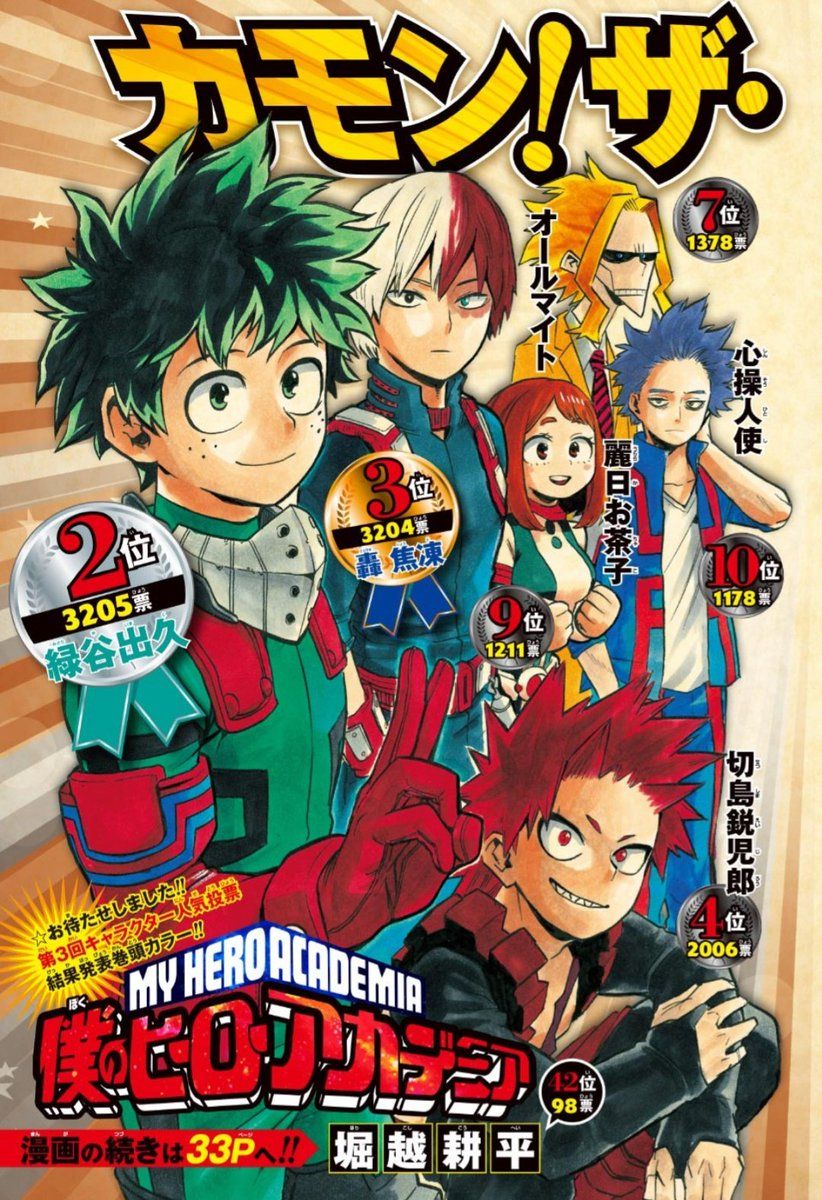 カモン!ザ・
7位
1378票
オールマイト
心操人使
麗日お茶子
3位
3204票
轟 焦凍
2位
3205票
緑谷出久
10位
1178票
9位
1211票
切島鋭児郎
4位
2006票
☆お待たせしました!!
第3回キャラクター人気投票
結果発表巻頭カラー!!
MY HERO ACADEMIA
僕のヒーローアカデミア
42位
98票
漫画の続きは33Pへ!!
堀越耕平